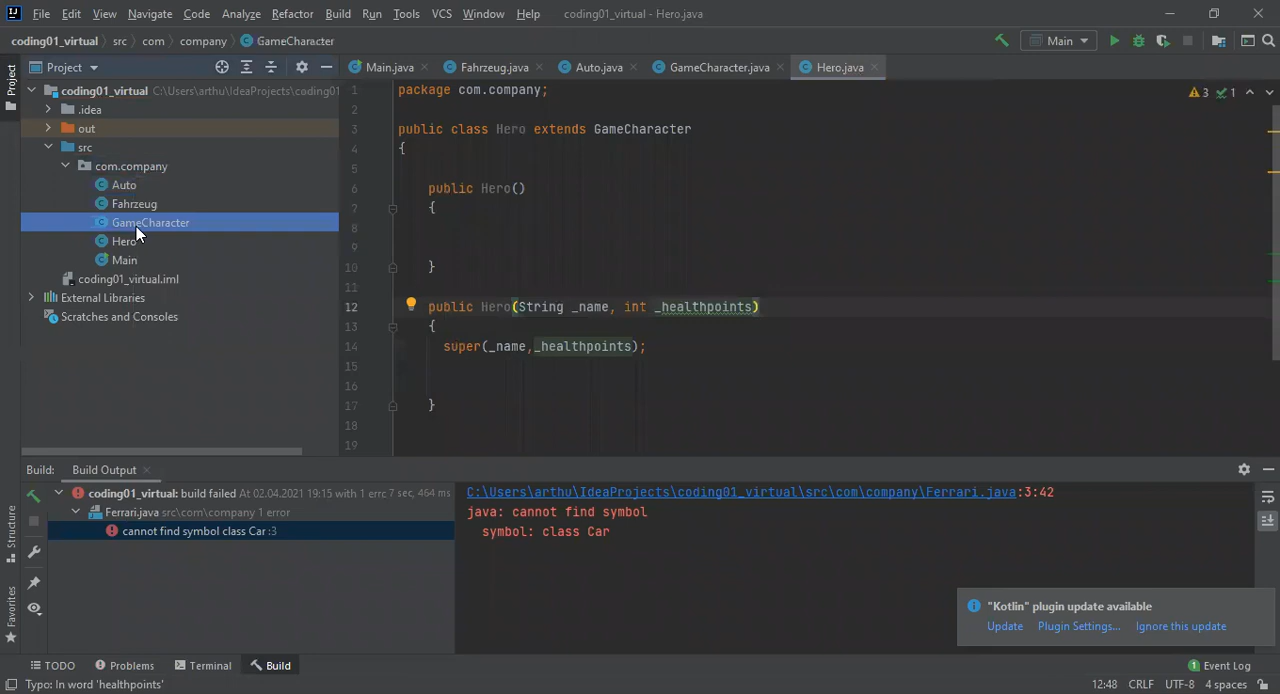 File Edit View Navigate Code Analyze Refactor Build Run Tools VCS Window Help coding01_virtual - Hero.java
coding01_virtual src com company GameCharacter Main
Project
Project
Main.java Fahrzeug.java Auto.java GameCharacter.java Hero.java
coding01_virtual C:\Users\arthu\IdeaProjects\coding01
.idea
out
src
com.company
Auto
Fahrzeug
GameCharacter
Hero
Main
coding01_virtual.iml
External Libraries
Scratches and Consoles
3 1
1 package com.company;
2
3 public class Hero extends GameCharacter
4 {
5
6 public Hero()
7 {
8
9
10 }
11
12 public Hero(String _name, int _healthpoints)
13 {
14 super(_name,_healthpoints);
15
16
17 }
18
19
Build: Build Output
coding01_virtual: build failed At 02.04.2021 19:15 with 1 errc 7 sec, 464 ms
Ferrari.java src\com\company 1 error
cannot find symbol class Car :3
C:\Users\arthu\IdeaProjects\coding01_virtual\src\com\company\Ferrari.java:3:42
java: cannot find symbol
symbol: class Car
Structure
Favorites
"Kotlin" plugin update available
Update Plugin Settings... Ignore this update
TODO Problems Terminal Build 1 Event Log
Typo: In word 'healthpoints' 12:48 CRLF UTF-8 4 spaces